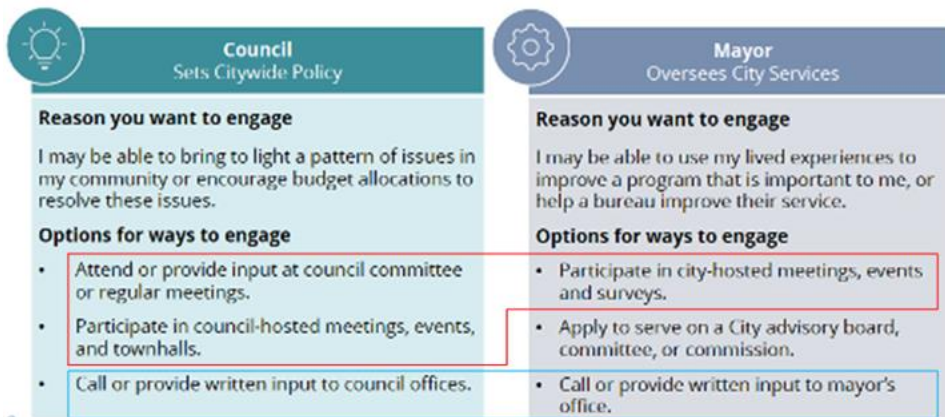 Council
Sets Citywide Policy
Reason you want to engage
I may be able to bring to light a pattern of issues in
my community or encourage budget allocations to
resolve these issues.
Options for ways to engage
• Attend or provide input at council committee
or regular meetings.
• Participate in council-hosted meetings, events,
and townhalls.
• Call or provide written input to council offices.
Mayor
Oversees City Services
Reason you want to engage
I may be able to use my lived experiences to
improve a program that is important to me, or
help a bureau improve their service.
Options for ways to engage
• Participate in city-hosted meetings, events
and surveys.
• Apply to serve on a City advisory board,
committee, or commission.
• Call or provide written input to mayor's
office.